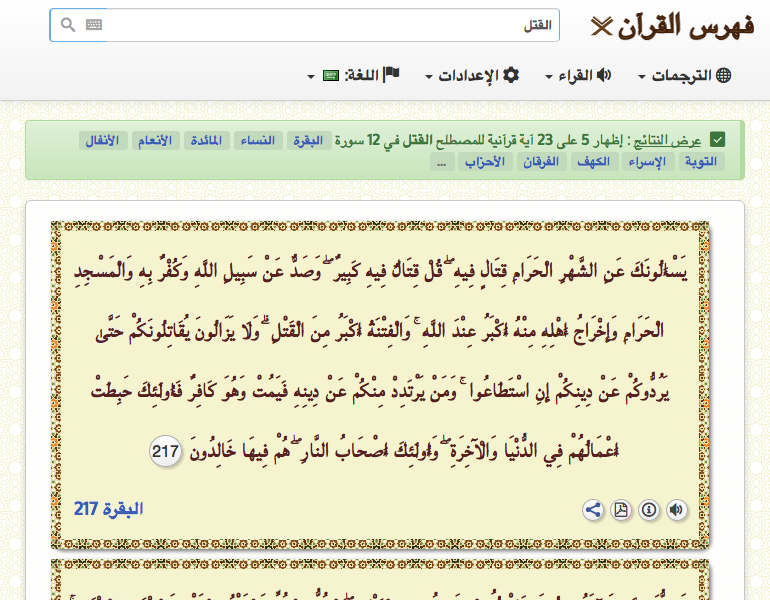 فهرس القرآن
القتل
الترجمات القراء الإعدادات اللغة:
عرض النتائج : إظهار 5 على 23 آية قرآنية للمصطلح القتل في 12 سورة البقرة النساء المائدة الأنعام الأنفال
التوبة الإسراء الكهف الفرقان الأحزاب ...
يَسْأَلُونَكَ عَنِ الشَّهْرِ الْحَرَامِ قِتَالٍ فِيهِ ۖ قُلْ قِتَالٌ فِيهِ كَبِيرٌ ۖ وَصَدٌّ عَنْ سَبِيلِ اللَّهِ وَكُفْرٌ بِهِ وَالْمَسْجِدِ
الْحَرَامِ وَإِخْرَاجُ أَهْلِهِ مِنْهُ أَكْبَرُ عِنْدَ اللَّهِ ۚ وَالْفِتْنَةُ أَكْبَرُ مِنَ الْقَتْلِ ۗ وَلَا يَزَالُونَ يُقَاتِلُونَكُمْ حَتَّىٰ
يَرُدُّوكُمْ عَنْ دِينِكُمْ إِنِ اسْتَطَاعُوا ۚ وَمَنْ يَرْتَدِدْ مِنْكُمْ عَنْ دِينِهِ فَيَمُتْ وَهُوَ كَافِرٌ فَأُولَئِكَ حَبِطَتْ
أَعْمَالُهُمْ فِي الدُّنْيَا وَالْآخِرَةِ ۖ وَأُولَئِكَ أَصْحَابُ النَّارِ ۖ هُمْ فِيهَا خَالِدُونَ 217
البقرة 217